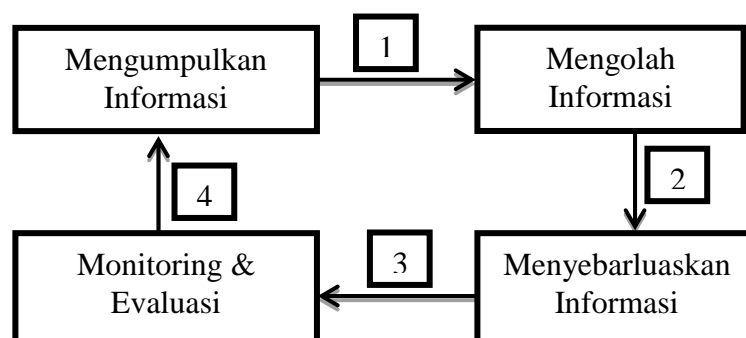 1
Mengumpulkan
Informasi
Mengolah
Informasi
4
2
Monitoring &
Evaluasi
3
Menyebarluaskan
Informasi